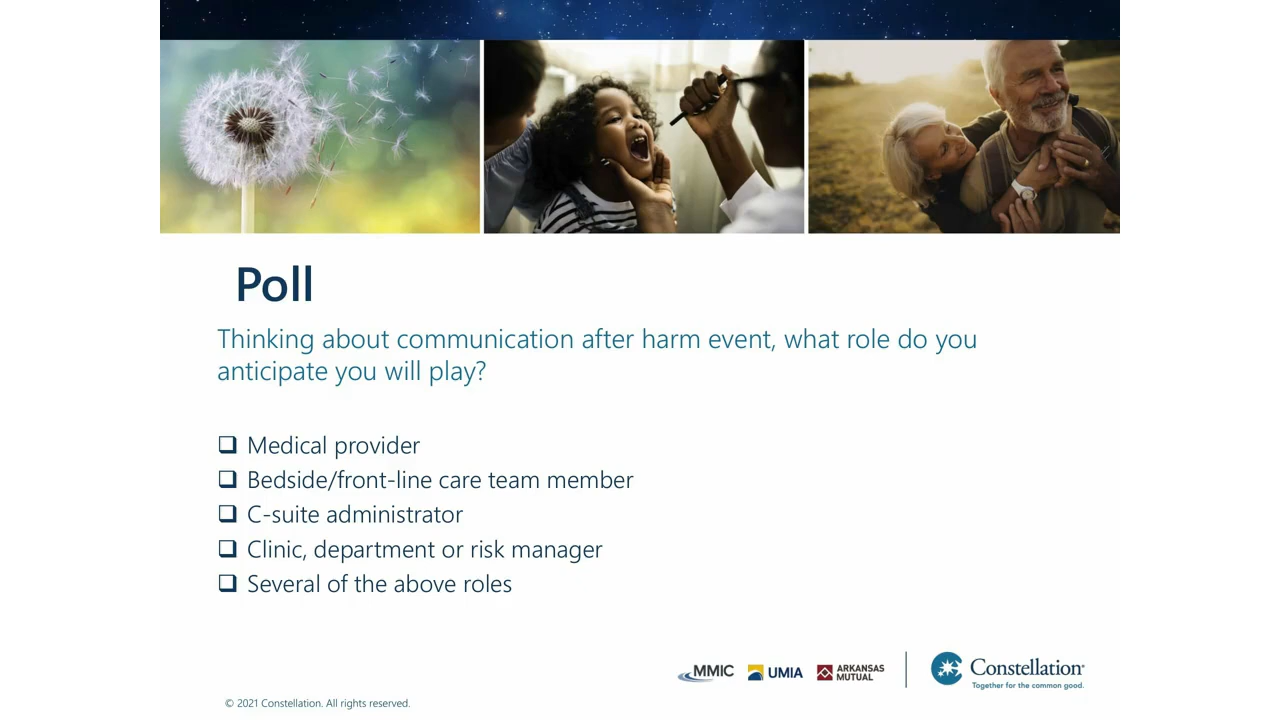 Poll
Thinking about communication after harm event, what role do you
anticipate you will play?
❑ Medical provider
❑ Bedside/front-line care team member
❑ C-suite administrator
❑ Clinic, department or risk manager
❑ Several of the above roles
MMIC
UMIA
ARKANSAS
MUTUAL
Constellation®
Together for the common good.
© 2021 Constellation. All rights reserved.